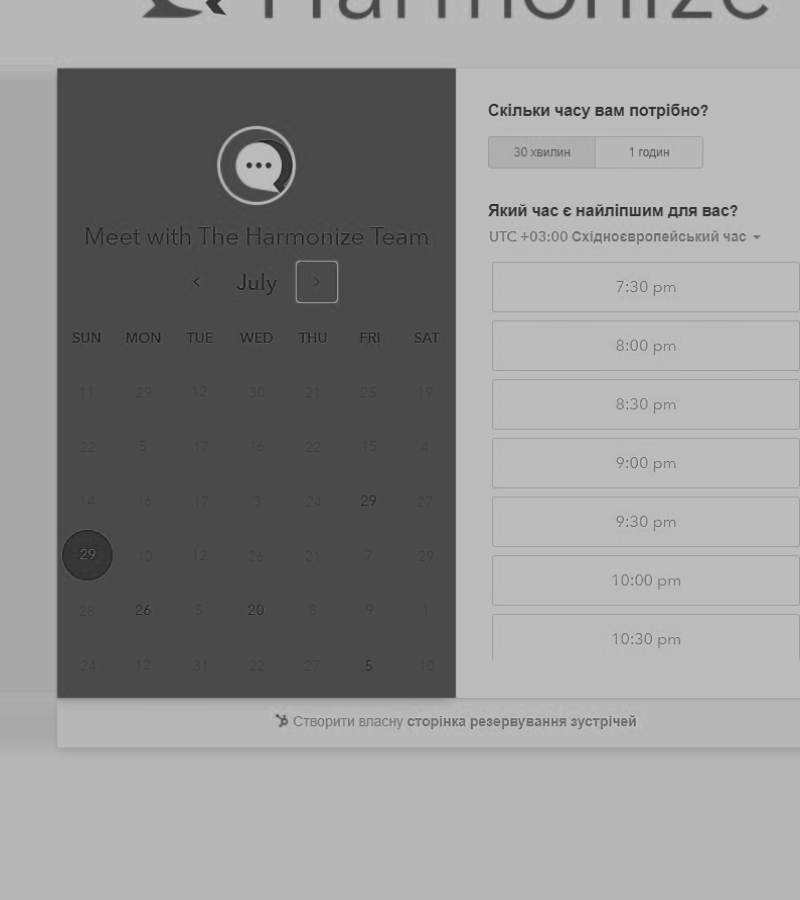 Harmonize
Meet with The Harmonize Team
July
SUN MON TUE WED THU FRI SAT
11 29 12 30 21 25 19
22 5 17 16 22 15 4
14 16 17 3 24 29 27
29 10 12 26 21 7 29
28 26 5 20 8 9 1
24 12 31 22 27 5 10
Скільки часу вам потрібно?
30 хвилин 1 годин
Який час є найліпшим для вас?
UTC +03:00 Східноєвропейський час
7:30 pm
8:00 pm
8:30 pm
9:00 pm
9:30 pm
10:00 pm
10:30 pm
Створити власну сторінка резервування зустрічей